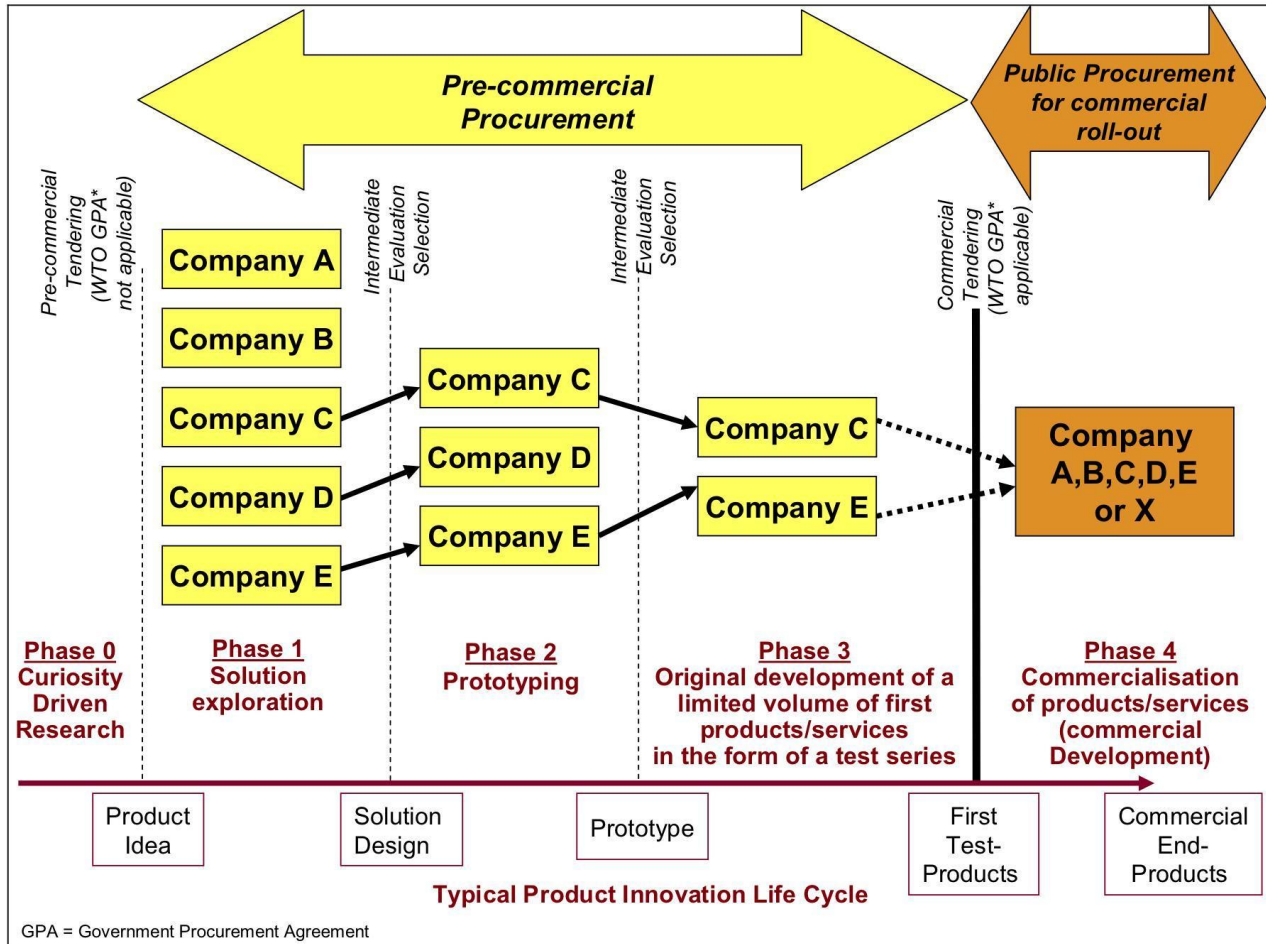 Pre-commercial
Procurement
Public Procurement
for commercial
roll-out
Pre-commercial
Tendering
(WTO GPA*
not applicable)
Intermediate
Evaluation
Selection
Intermediate
Evaluation
Selection
Commercial
Tendering
(WTO GPA*
applicable)
Company A
Company B
Company C
Company D
Company E
Company C
Company D
Company E
Company C
Company E
Company
A,B,C,D,E
or X
Phase 0
Curiosity
Driven
Research
Phase 1
Solution
exploration
Phase 2
Prototyping
Phase 3
Original development of a
limited volume of first
products/services
in the form of a test series
Phase 4
Commercialisation
of products/services
(commercial
Development)
Product
Idea
Solution
Design
Prototype
First
Test-
Products
Commercial
End-
Products
Typical Product Innovation Life Cycle
GPA = Government Procurement Agreement